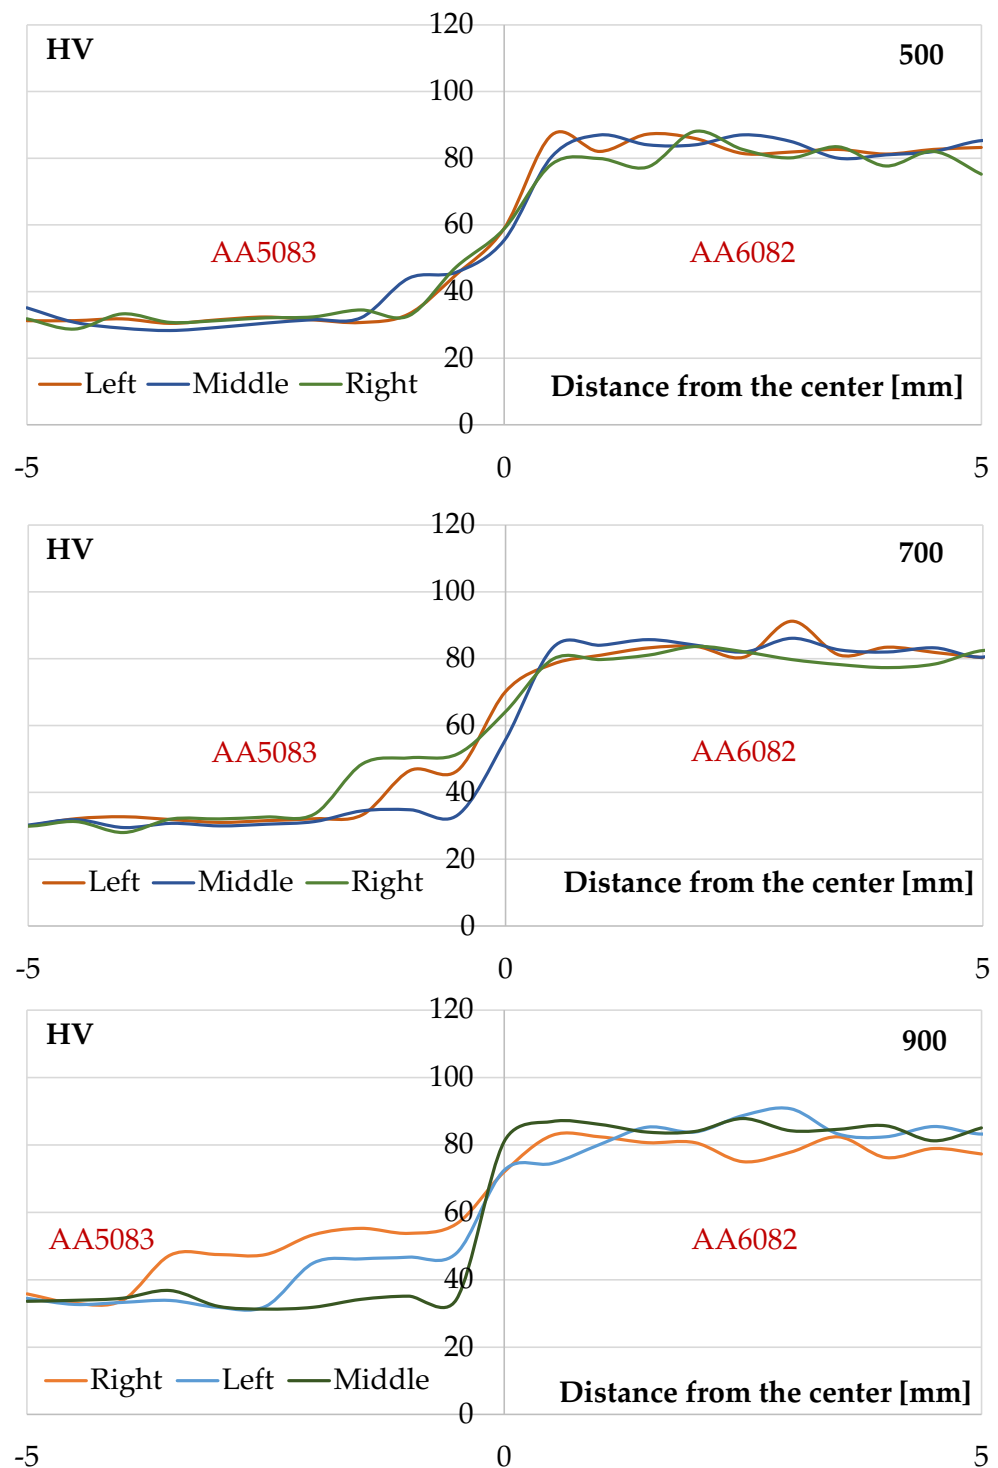 120
HV 500
100
80
60
AA5083 AA6082
40
20
Left Middle Right Distance from the center [mm]
0
-5 0 5
120
HV 700
100
80
60
AA5083 AA6082
40
20
Left Middle Right Distance from the center [mm]
0
-5 0 5
120
HV 900
100
80
60
AA5083 AA6082
40
20
Right Left Middle Distance from the center [mm]
0
-5 0 5